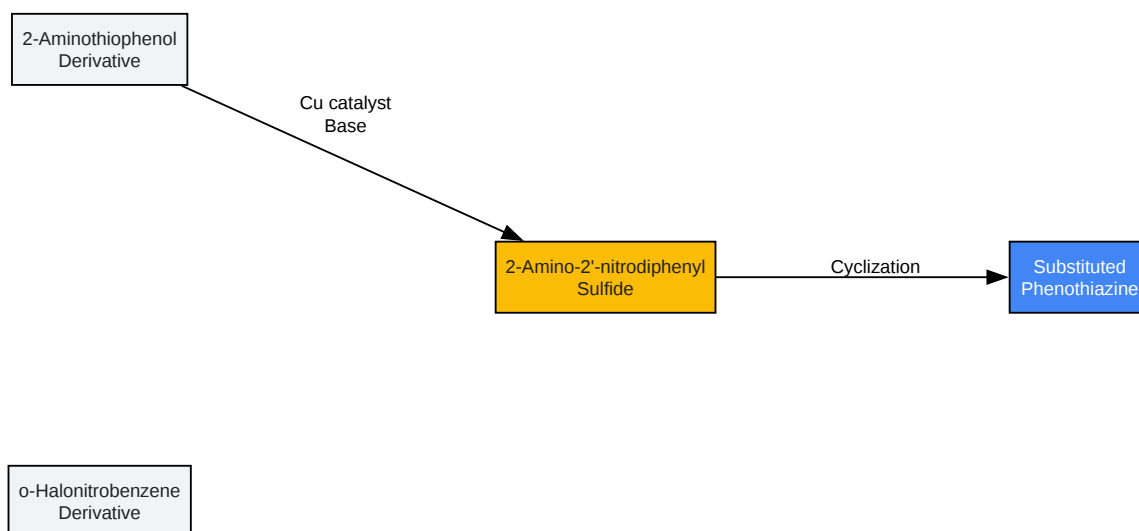 2-Aminothiophenol
Derivative
Cu catalyst
Base
2-Amino-2'-nitrodiphenyl
Sulfide
Cyclization
Substituted
Phenothiazine
o-Halonitrobenzene
Derivative